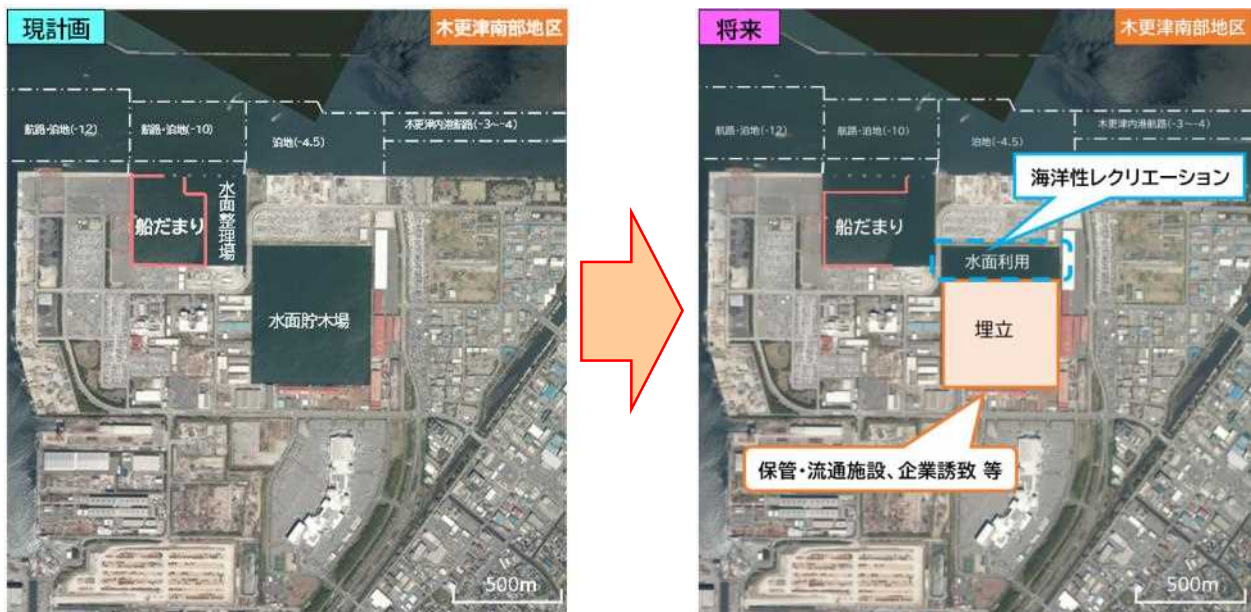 現計画
木更津南部地区
航路・泊地(-12)
航路・泊地(-10)
泊地(-4.5)
木更津内港航路(-3~-4)
船だまり
水面整理場
水面貯木場
500m
将来
木更津南部地区
航路・泊地(-12)
航路・泊地(-10)
泊地(-4.5)
木更津内港航路(-3~-4)
海洋性レクリエーション
船だまり
水面利用
埋立
保管・流通施設、企業誘致 等
500m